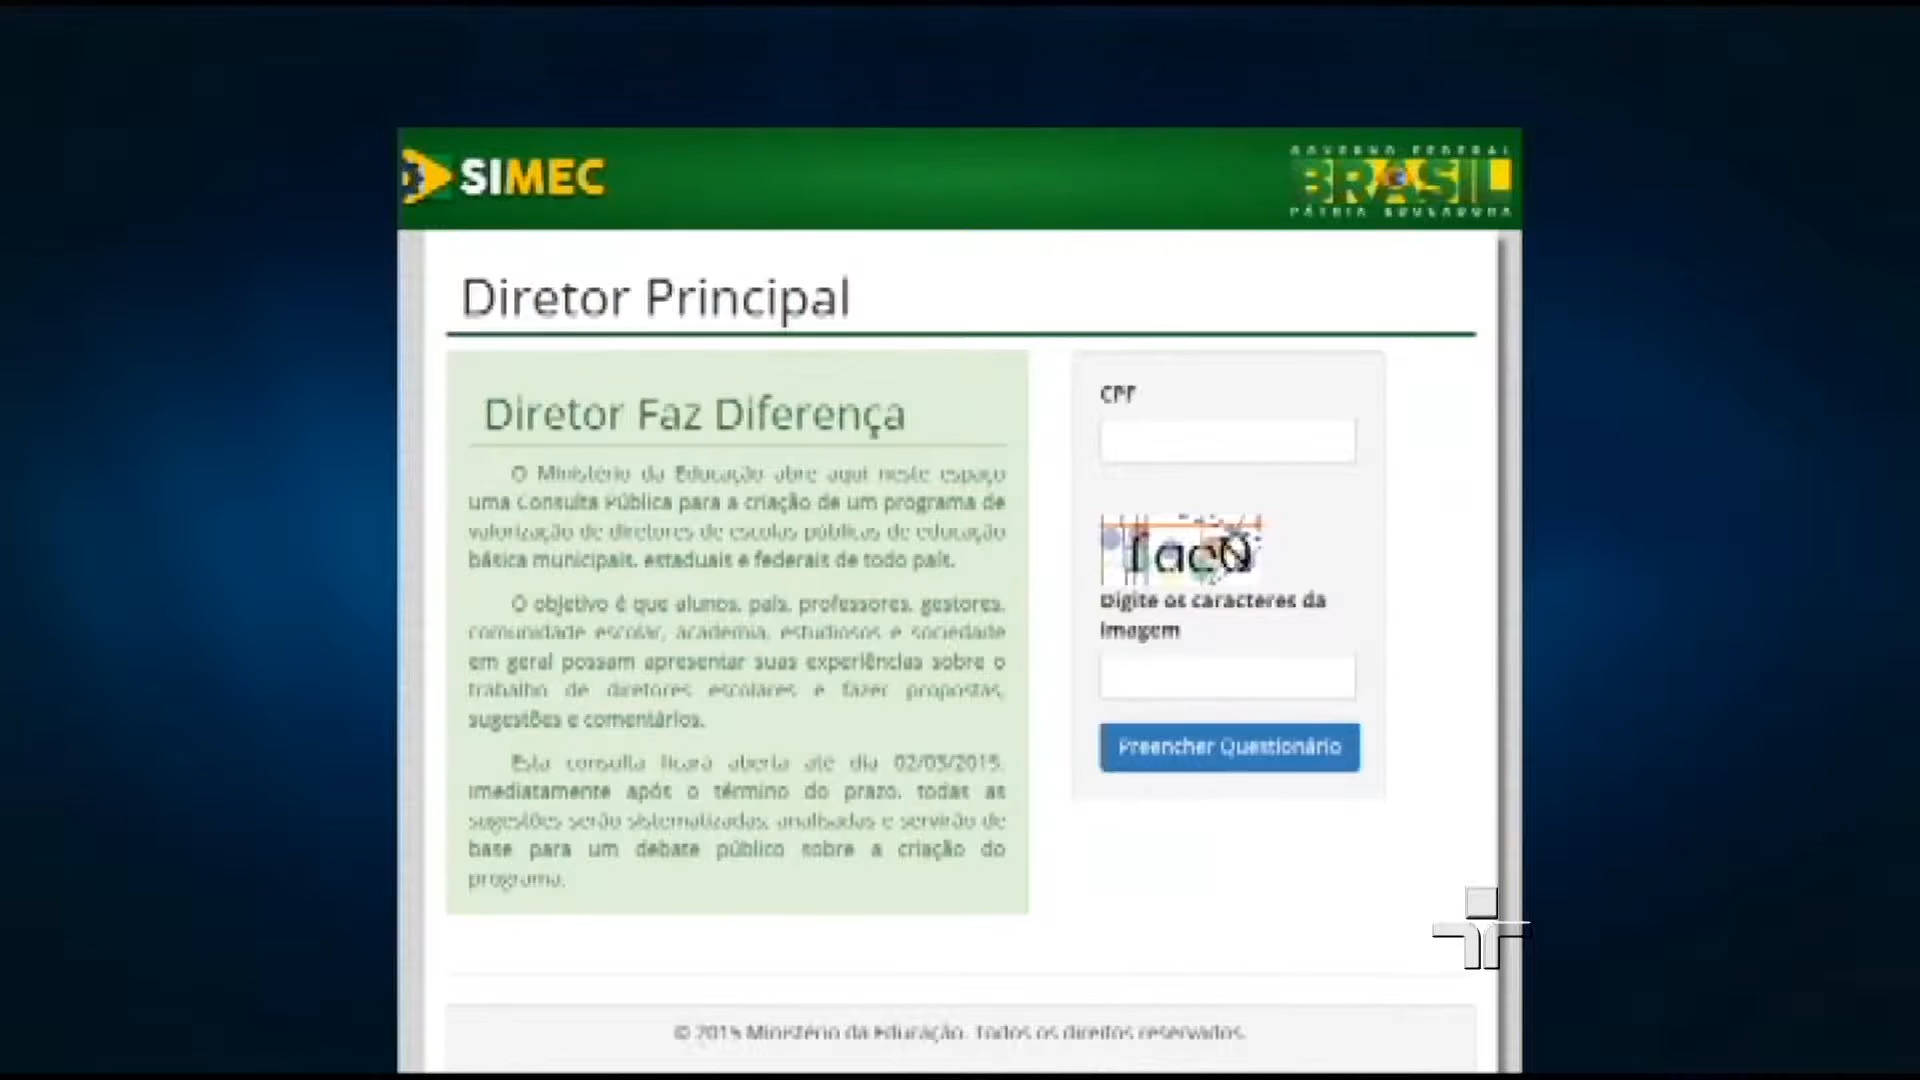 SIMEC
GOVERNO FEDERAL
BRASIL
PÁTRIA EDUCADORA
Diretor Principal
Diretor Faz Diferença
O Ministério da Educação abre aqui neste espaço
uma Consulta Pública para a criação de um programa de
valorização de diretores de escolas públicas de educação
básica municipais, estaduais e federais de todo país.
O objetivo é que alunos, pais, professores, gestores,
comunidade escolar, academia, estudiosos e sociedade
em geral possam apresentar suas experiências sobre o
trabalho de diretores escolares e fazer propostas,
sugestões e comentários.
Esta consulta ficará aberta até dia
imediatamente após o término do prazo, todas as
sugestões serão sistematizadas, analisadas e servirão de
base para um debate público sobre a criação do
programa.
CPF
Digite os caracteres da
imagem
Preencher Questionário
© 2015 Ministério da Educação. Todos os direitos reservados.